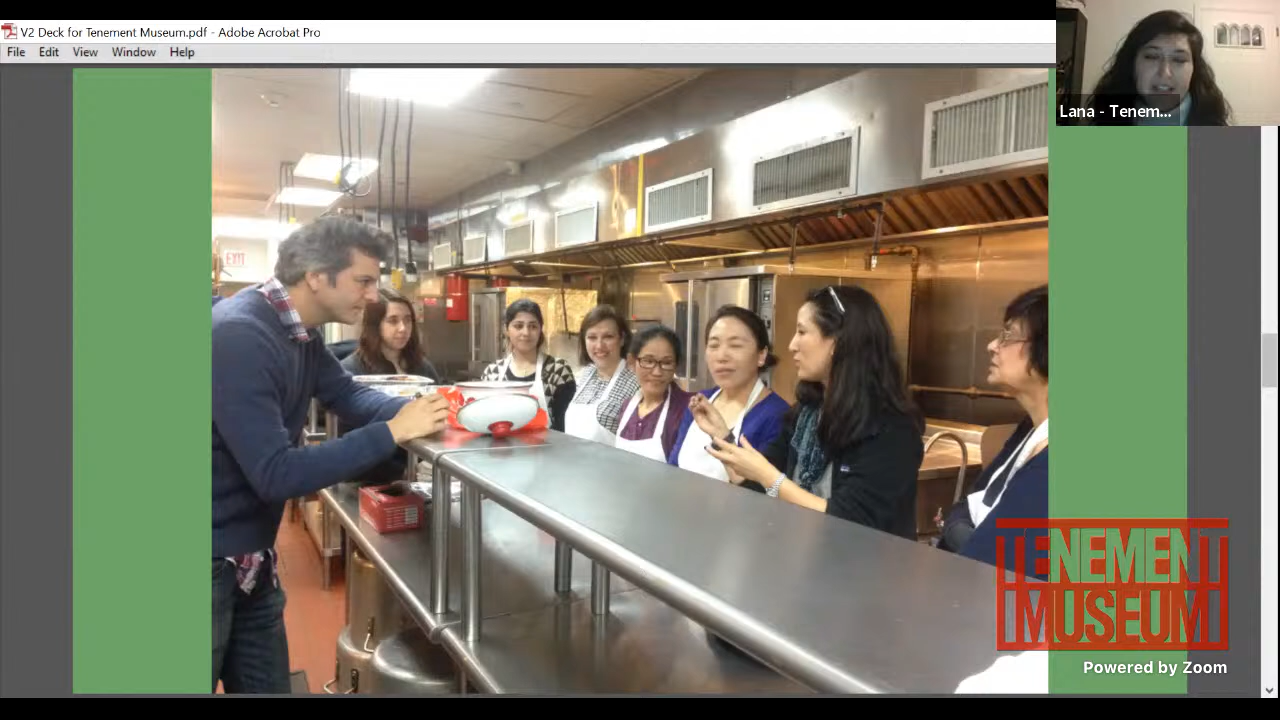 V2 Deck for Tenement Museum.pdf - Adobe Acrobat Pro
File Edit View Window Help
Lana - Tenem...
EXIT
TENEMENT
MUSEUM
Powered by Zoom